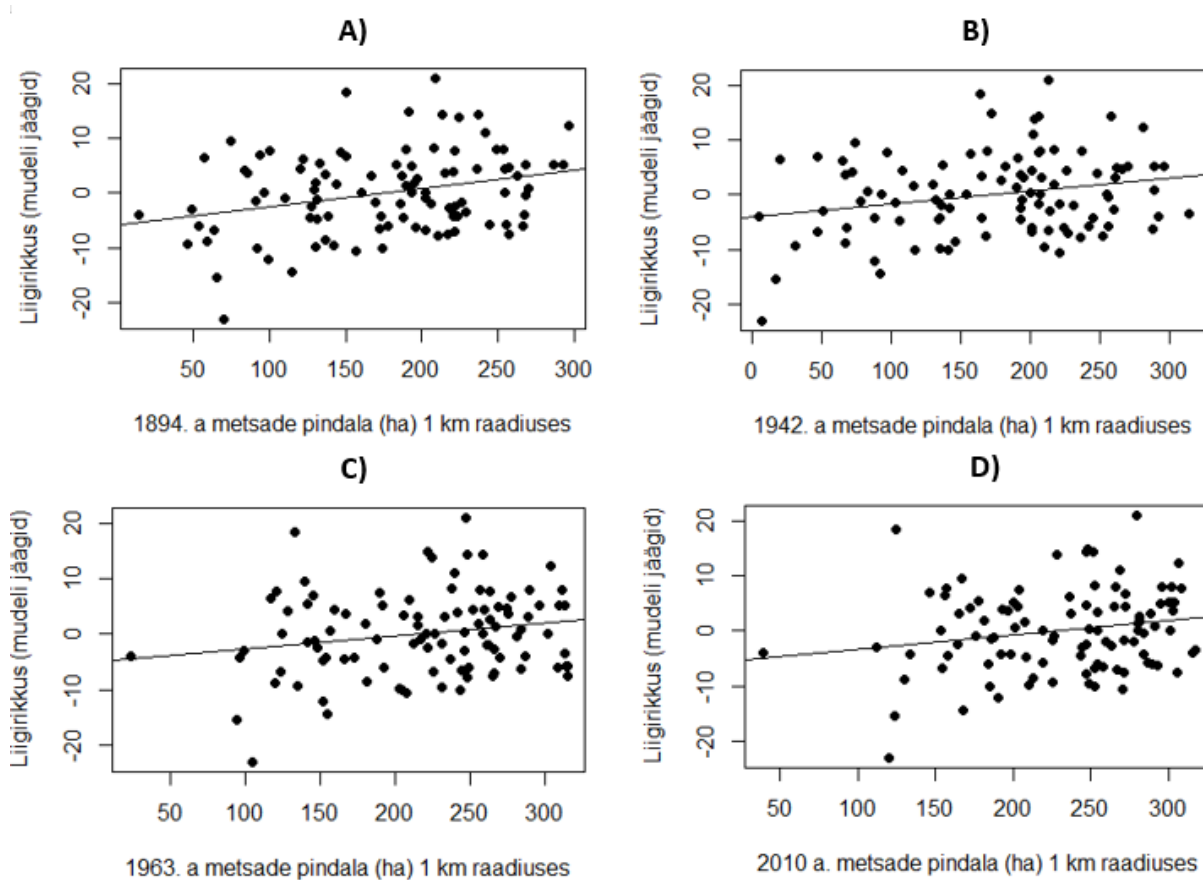 A)
Liigirikkus (mudeli jäägid)
20
10
0
-10
-20
50 100 150 200 250 300
1894. a metsade pindala (ha) 1 km raadiuses
B)
Liigirikkus (mudeli jäägid)
20
10
0
-10
-20
0 50 100 150 200 250 300
1942. a metsade pindala (ha) 1 km raadiuses
C)
Liigirikkus (mudeli jäägid)
20
10
0
-10
-20
50 100 150 200 250 300
1963. a metsade pindala (ha) 1 km raadiuses
D)
Liigirikkus (mudeli jäägid)
20
10
0
-10
-20
50 100 150 200 250 300
2010 a. metsade pindala (ha) 1 km raadiuses